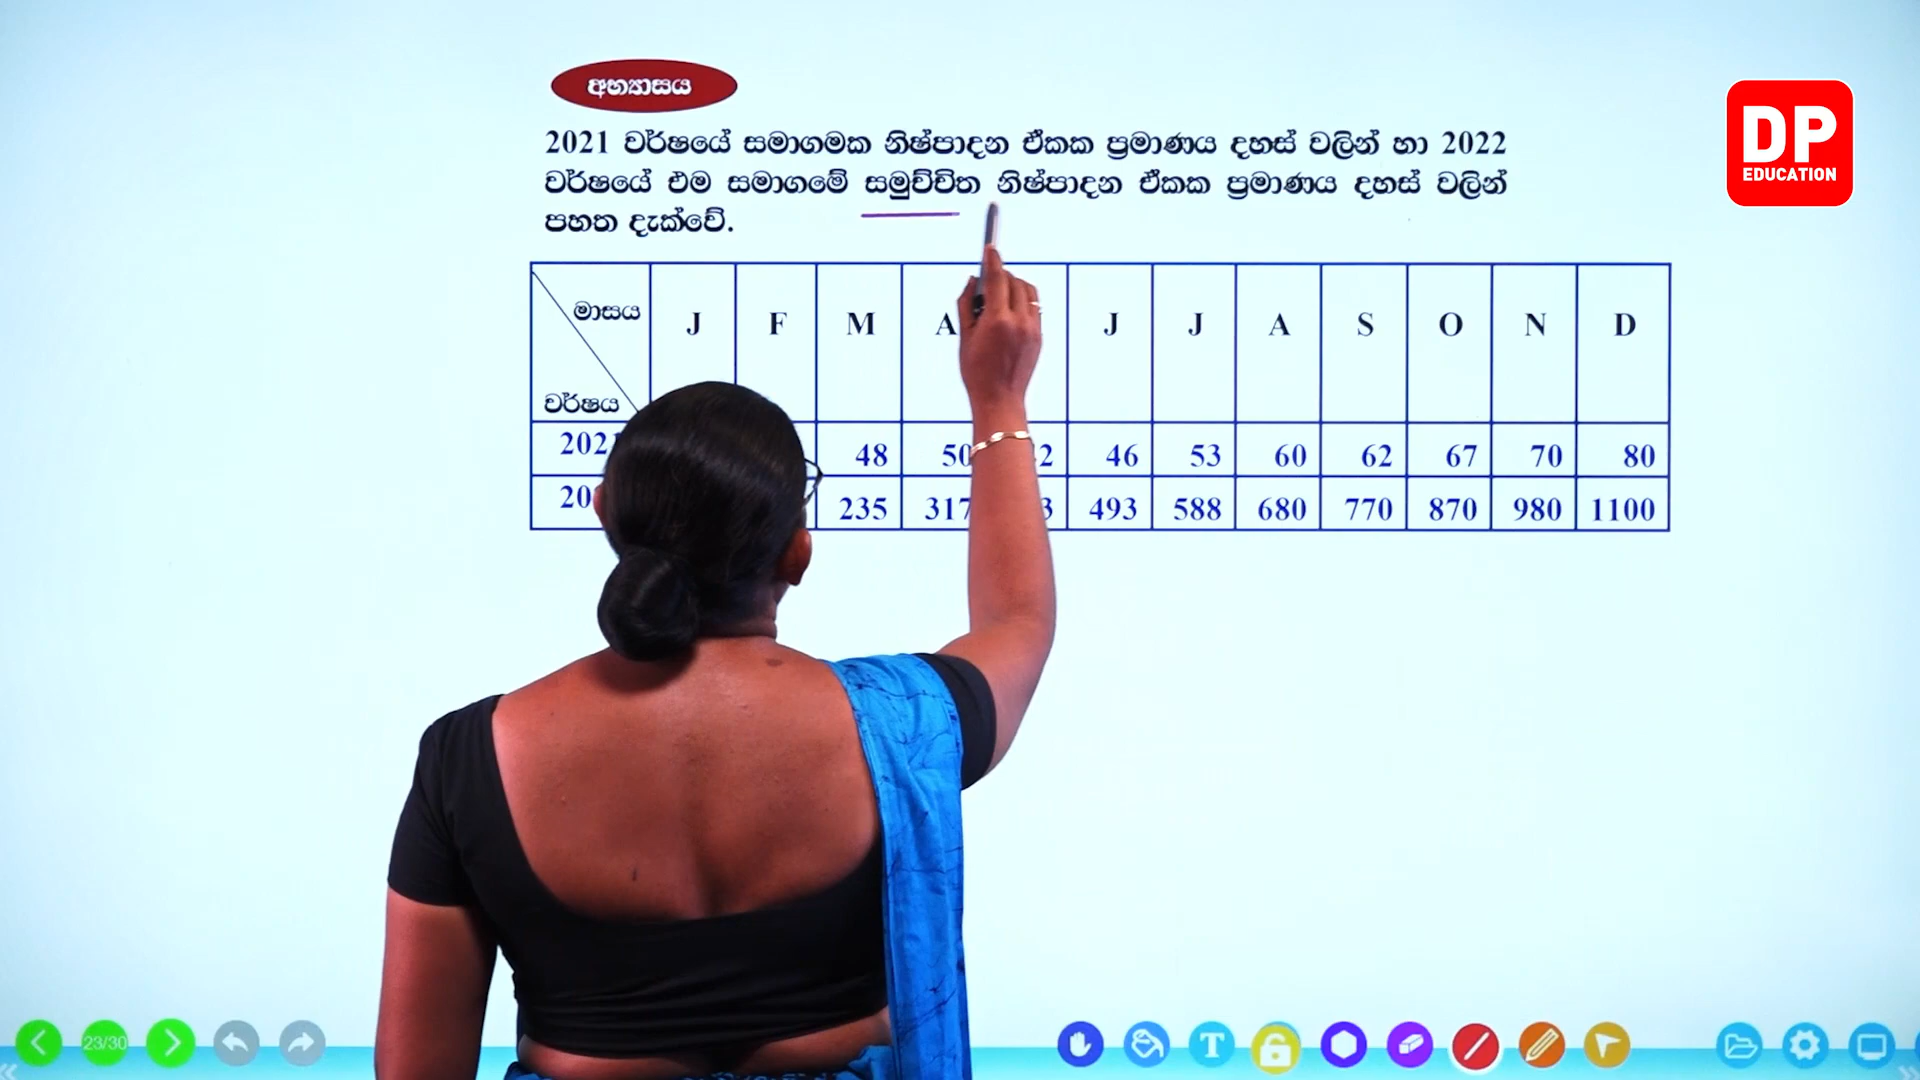 අභ්‍යාසය
2021 වර්ෂයේ සමාගමක නිෂ්පාදන ඒකක ප්‍රමාණය දහස් වලින් හා 2022
වර්ෂයේ එම සමාගමේ සමුච්චිත නිෂ්පාදන ඒකක ප්‍රමාණය දහස් වලින්
පහත දැක්වේ.
DP
EDUCATION
මාසය J F M A J J A S O N D
වර්ෂය
48 50 46 53 60 62 67 70 80
235 317 493 588 680 770 870 980 1100
23/30
T